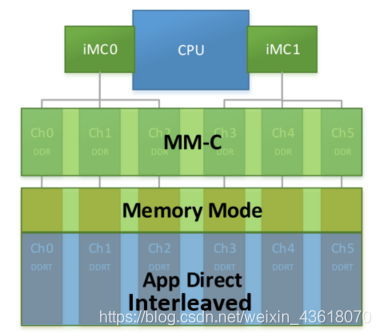 iMC0 CPU iMC1
Ch0 Ch1 Ch2 Ch3 Ch4 Ch5
MM-C
DDR DDR DDR DDR DDR DDR
Memory Mode
Ch0 Ch1 Ch2 Ch3 Ch4 Ch5
DDRT DDRT DDRT DDRT DDRT DDRT
App Direct
Interleaved
https://blog.csdn.net/weixin_43618070